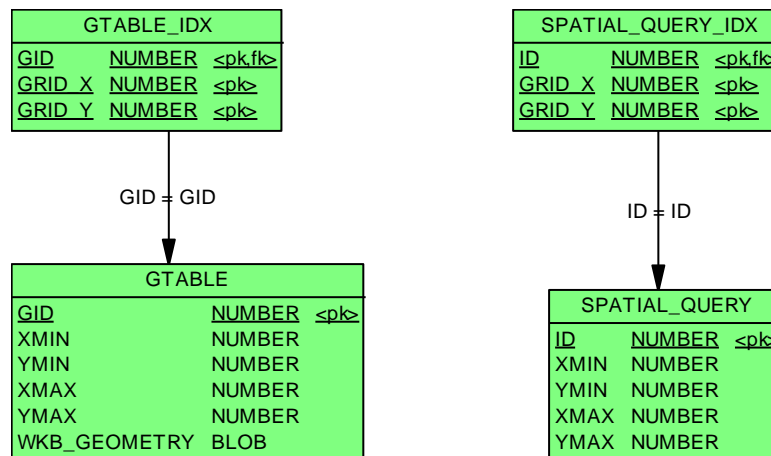 GTABLE_IDX
GID NUMBER <pk,fk>
GRID_X NUMBER <pk>
GRID_Y NUMBER <pk>
GID = GID
GTABLE
GID NUMBER <pk>
XMIN NUMBER
YMIN NUMBER
XMAX NUMBER
YMAX NUMBER
WKB_GEOMETRY BLOB
SPATIAL_QUERY_IDX
ID NUMBER <pk,fk>
GRID_X NUMBER <pk>
GRID_Y NUMBER <pk>
ID = ID
SPATIAL_QUERY
ID NUMBER <pk>
XMIN NUMBER
YMIN NUMBER
XMAX NUMBER
YMAX NUMBER